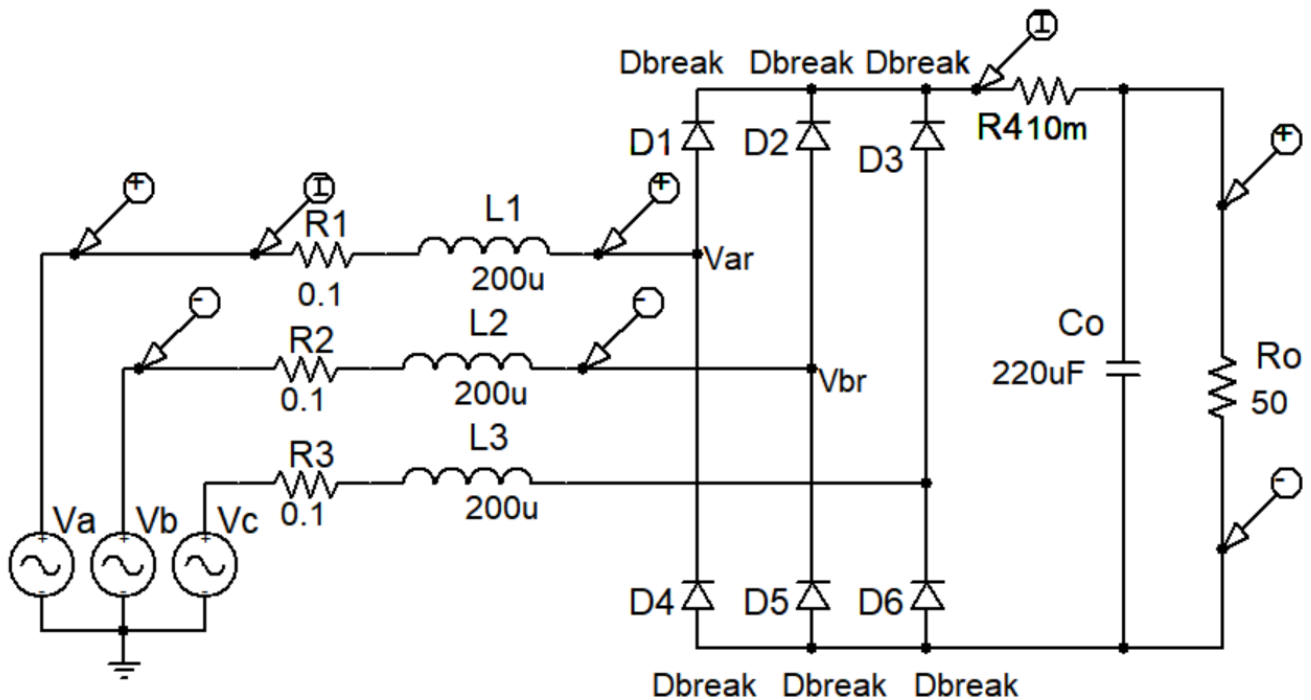 Dbreak Dbreak Dbreak
I
R410m
D1 D2 D3
+ I + +
R1 L1
0.1 200u
Var
- -
R2 L2
0.1 200u
Vbr
Co
220uF
Ro
50
R3 L3
0.1 200u
-
Va Vb Vc
D4 D5 D6
Dbreak Dbreak Dbreak